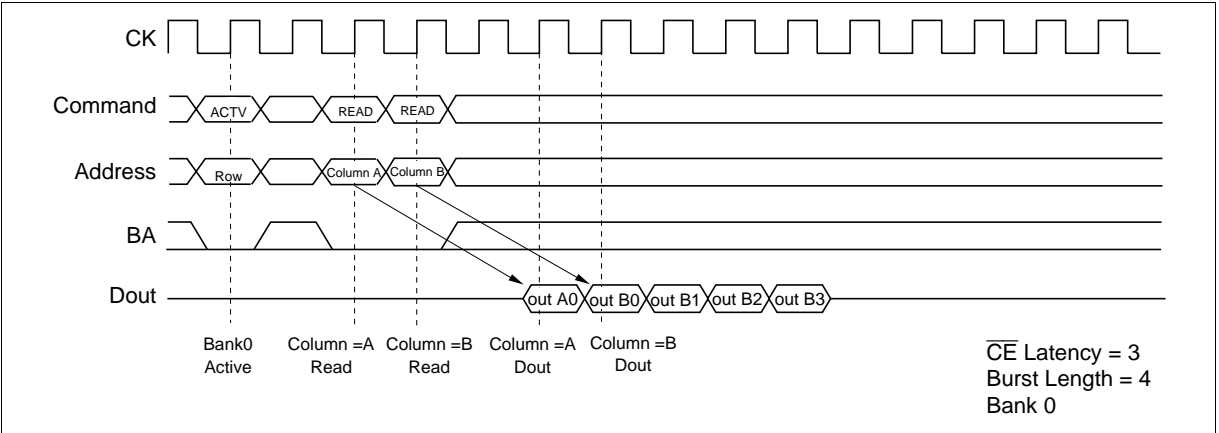 CK
Command
ACTV
READ
READ
Address
Row
Column A
Column B
BA
Dout
out A0
out B0
out B1
out B2
out B3
Bank0
Active
Column =A
Read
Column =B
Read
Column =A
Dout
Column =B
Dout
CE Latency = 3
Burst Length = 4
Bank 0